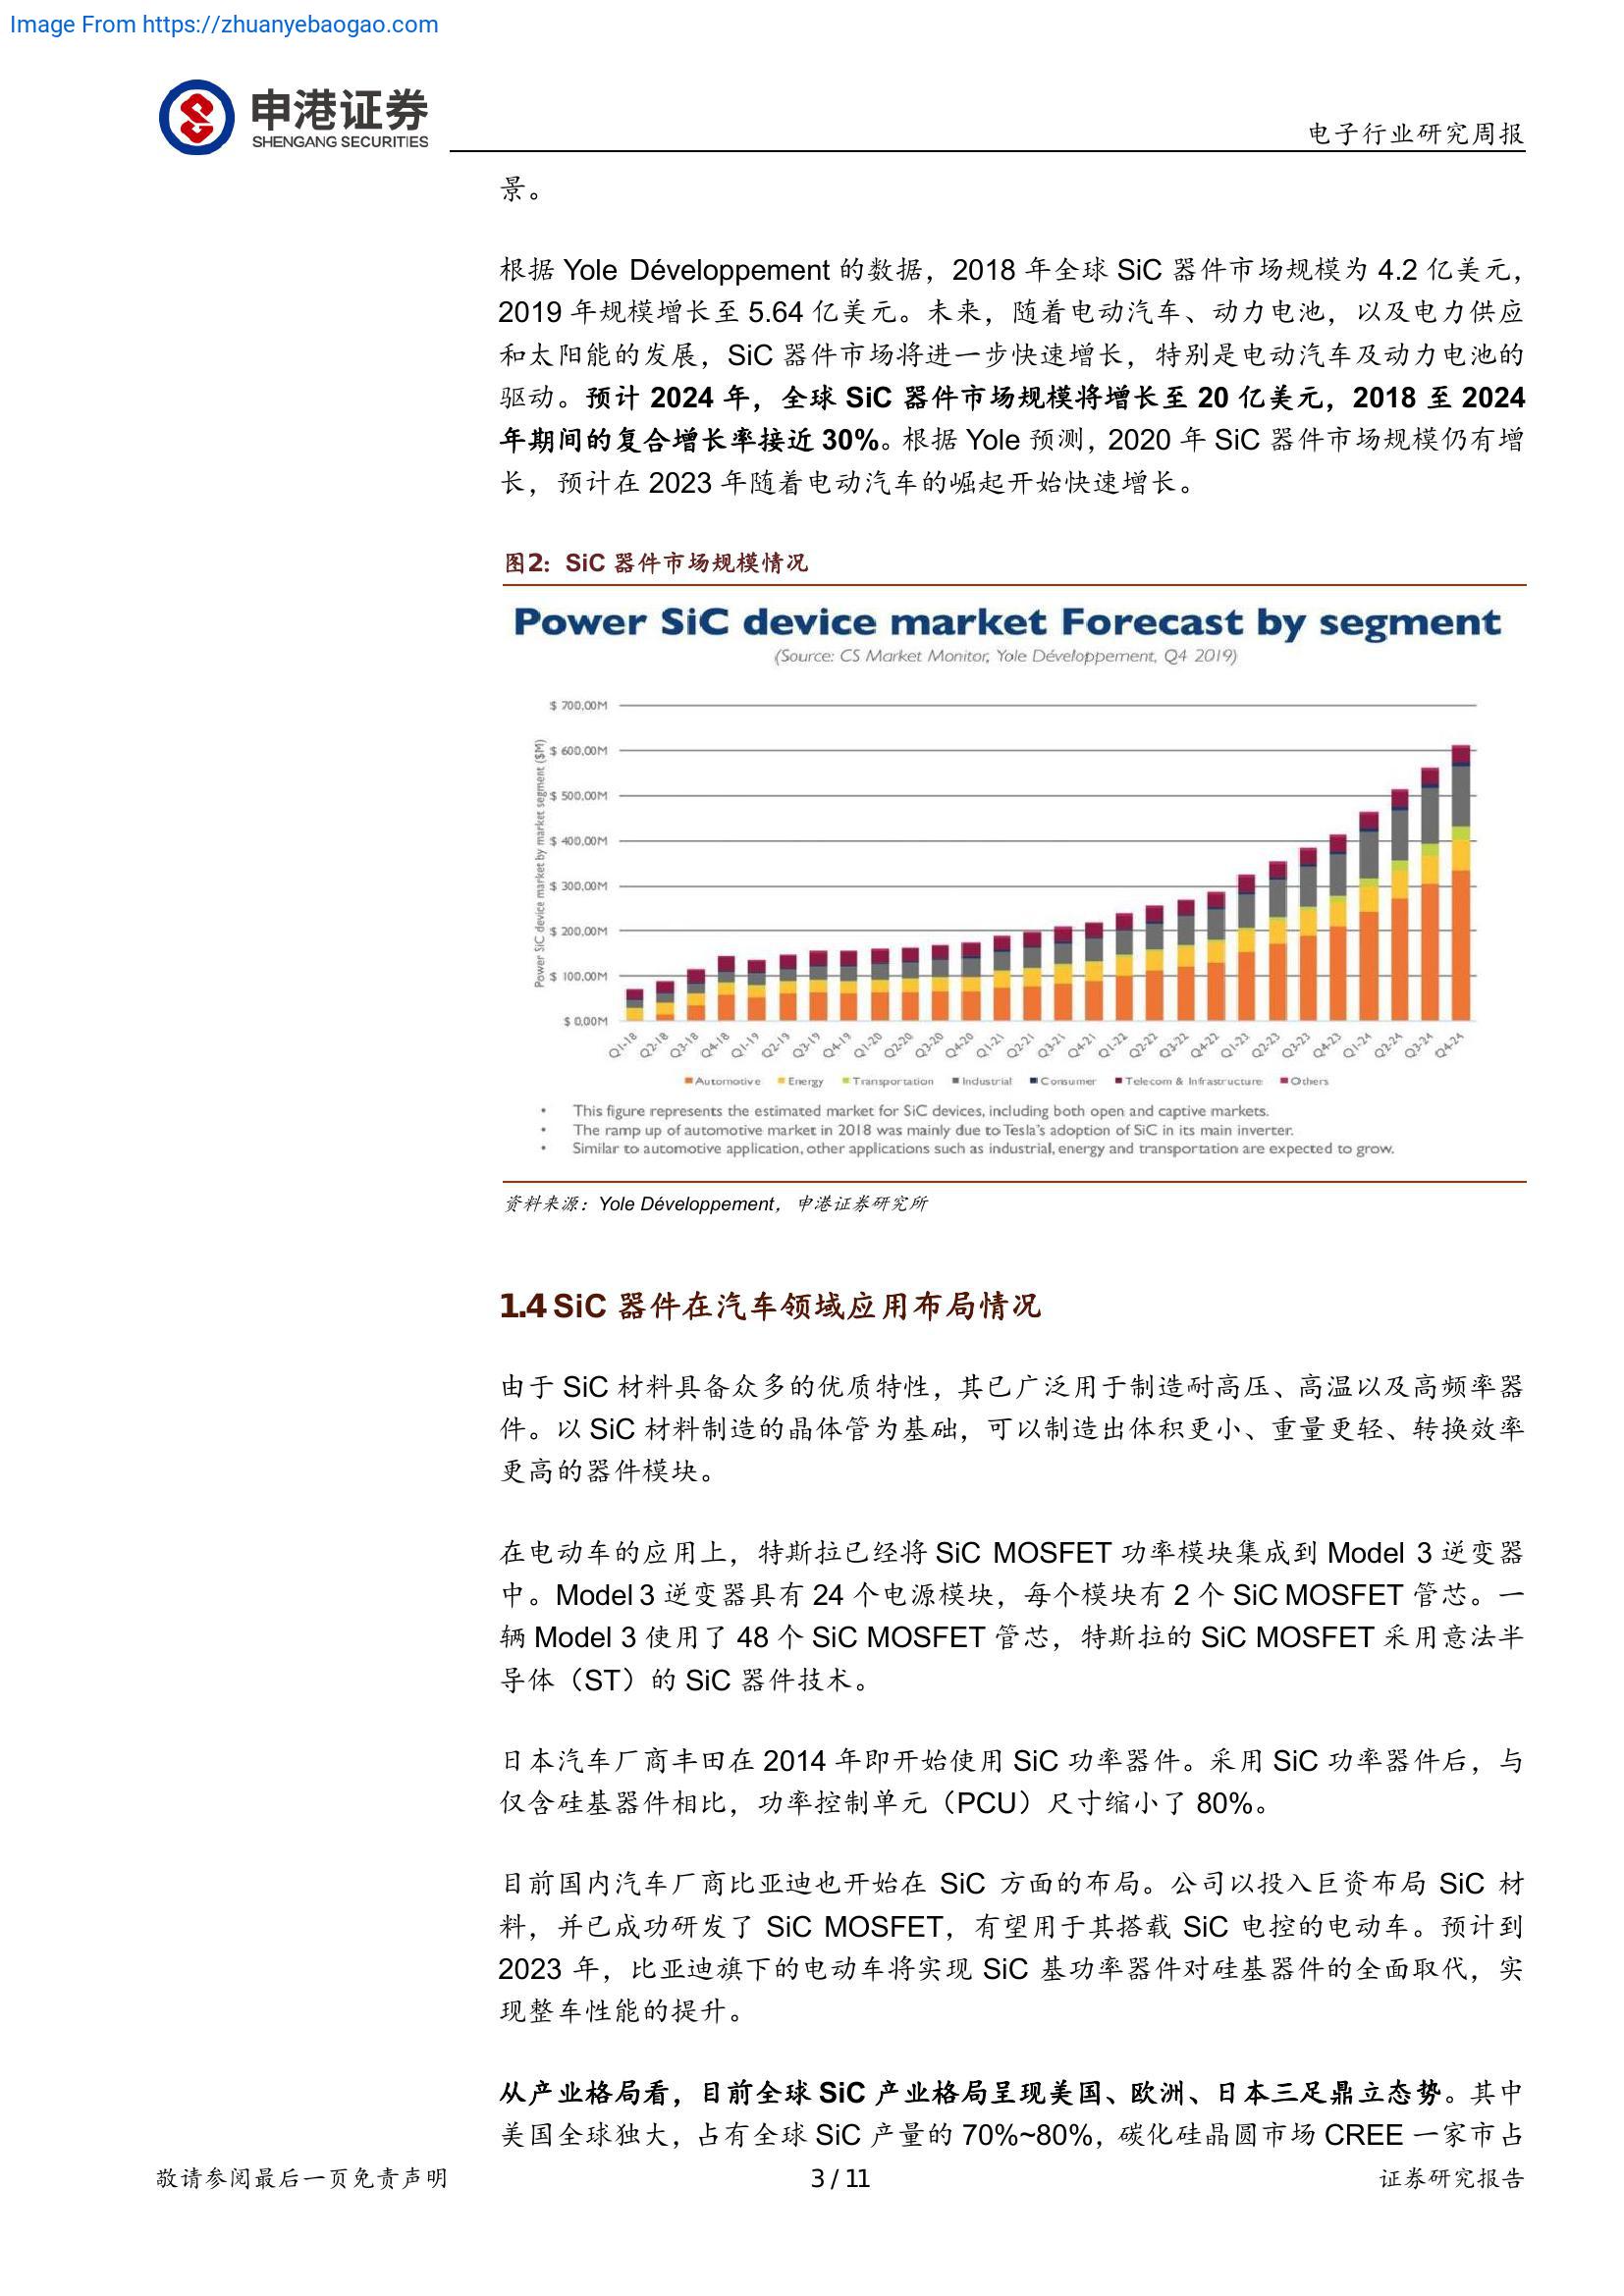 Image From https://zhuanyebaogao.com
申港证券
SHENGANG SECURITIES
电子行业研究周报
景。
根据 Yole Développement 的数据，2018 年全球 SiC 器件市场规模为 4.2 亿美元，
2019 年规模增长至 5.64 亿美元。未来，随着电动汽车、动力电池，以及电力供应
和太阳能的发展，SiC 器件市场将进一步快速增长，特别是电动汽车及动力电池的
驱动。预计 2024 年，全球 SiC 器件市场规模将增长至 20 亿美元，2018 至 2024
年期间的复合增长率接近 30%。根据 Yole 预测，2020 年 SiC 器件市场规模仍有增
长，预计在 2023 年随着电动汽车的崛起开始快速增长。
图2：SiC 器件市场规模情况
Power SiC device market Forecast by segment
(Source: CS Market Monitor, Yole Développement, Q4 2019)
Power SiC device market by market segment ($M)
$ 700,00M
$ 600,00M
$ 500,00M
$ 400,00M
$ 300,00M
$ 200,00M
$ 100,00M
$ 0,00M
Q1-18 Q2-18 Q3-18 Q4-18 Q1-19 Q2-19 Q3-19 Q4-19 Q1-20 Q2-20 Q3-20 Q4-20 Q1-21 Q2-21 Q3-21 Q4-21 Q1-22 Q2-22 Q3-22 Q4-22 Q1-23 Q2-23 Q3-23 Q4-23 Q1-24 Q2-24 Q3-24 Q4-24
Automotive Energy Transportation Industrial Consumer Telecom & Infrastructure Others
• This figure represents the estimated market for SiC devices, including both open and captive markets.
• The ramp up of automotive market in 2018 was mainly due to Tesla's adoption of SiC in its main inverter.
• Similar to automotive application, other applications such as industrial, energy and transportation are expected to grow.
资料来源：Yole Développement，申港证券研究所
1.4 SiC 器件在汽车领域应用布局情况
由于 SiC 材料具备众多的优质特性，其已广泛用于制造耐高压、高温以及高频率器
件。以 SiC 材料制造的晶体管为基础，可以制造出体积更小、重量更轻、转换效率
更高的器件模块。
在电动车的应用上，特斯拉已经将 SiC MOSFET 功率模块集成到 Model 3 逆变器
中。Model 3 逆变器具有 24 个电源模块，每个模块有 2 个 SiC MOSFET 管芯。一
辆 Model 3 使用了 48 个 SiC MOSFET 管芯，特斯拉的 SiC MOSFET 采用意法半
导体（ST）的 SiC 器件技术。
日本汽车厂商丰田在 2014 年即开始使用 SiC 功率器件。采用 SiC 功率器件后，与
仅含硅基器件相比，功率控制单元（PCU）尺寸缩小了 80%。
目前国内汽车厂商比亚迪也开始在 SiC 方面的布局。公司以投入巨资布局 SiC 材
料，并已成功研发了 SiC MOSFET，有望用于其搭载 SiC 电控的电动车。预计到
2023 年，比亚迪旗下的电动车将实现 SiC 基功率器件对硅基器件的全面取代，实
现整车性能的提升。
从产业格局看，目前全球 SiC 产业格局呈现美国、欧洲、日本三足鼎立态势。其中
美国全球独大，占有全球 SiC 产量的 70%~80%，碳化硅晶圆市场 CREE 一家市占
敬请参阅最后一页免责声明
3 / 11
证券研究报告